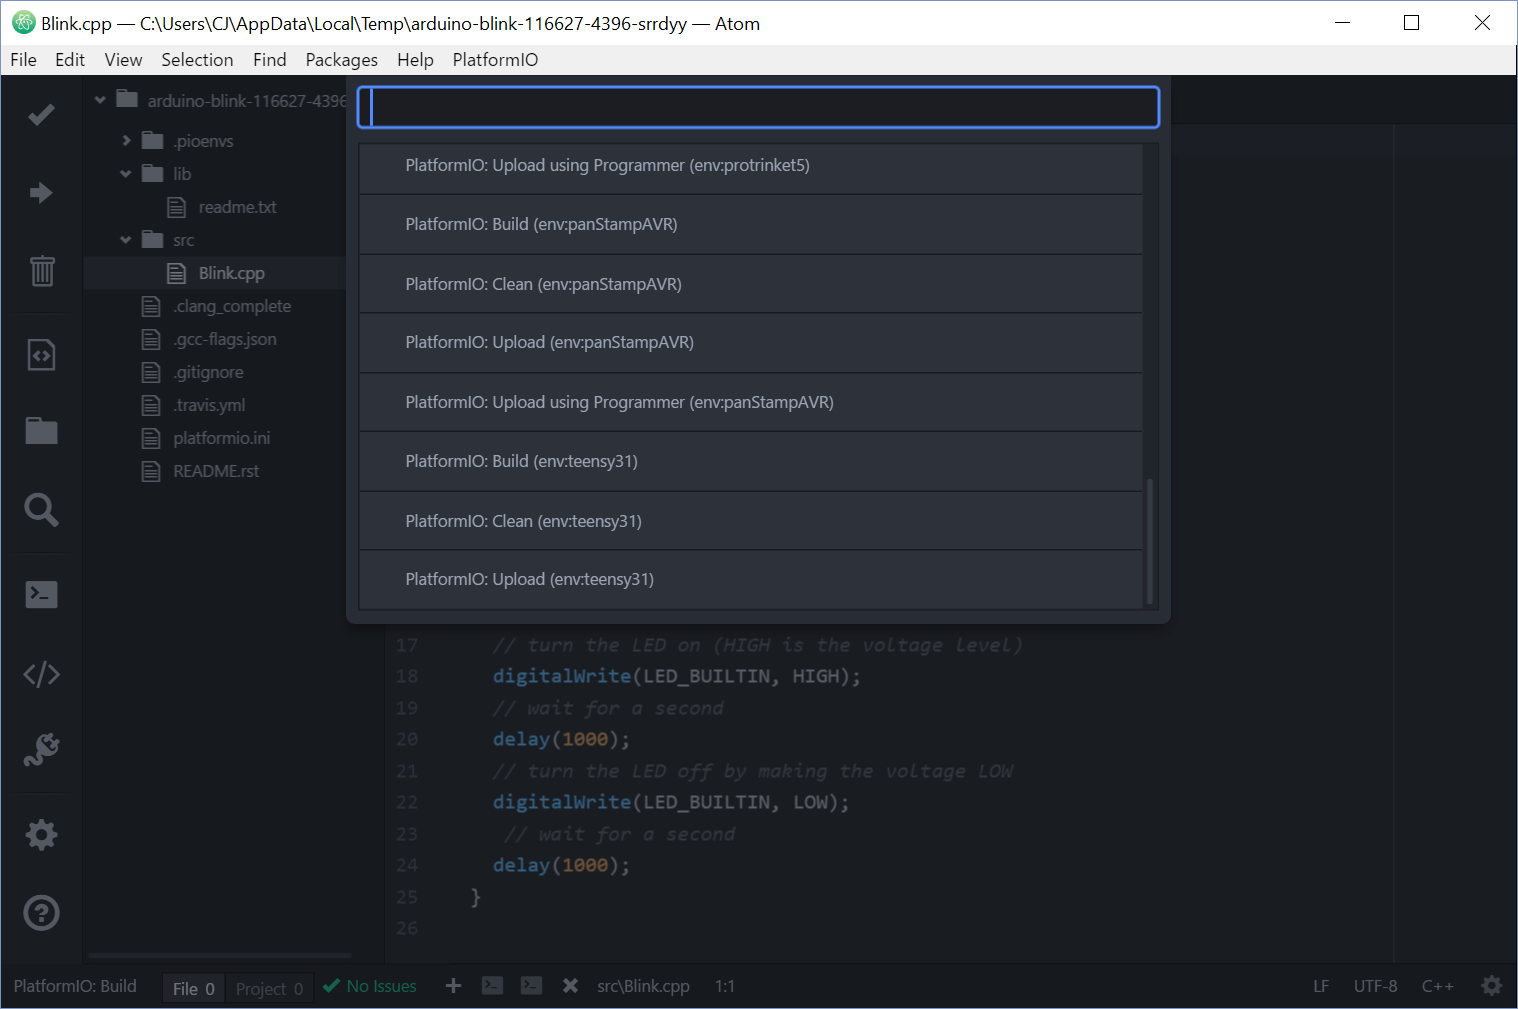 Blink.cpp — C:\Users\CJ\AppData\Local\Temp\arduino-blink-116627-4396-srrdyy — Atom
File Edit View Selection Find Packages Help PlatformIO
arduino-blink-116627-4396
.pioenvs
lib
readme.txt
src
Blink.cpp
.clang_complete
.gcc-flags.json
.gitignore
.travis.yml
platformio.ini
README.rst
PlatformIO: Upload using Programmer (env:protrinket5)
PlatformIO: Build (env:panStampAVR)
PlatformIO: Clean (env:panStampAVR)
PlatformIO: Upload (env:panStampAVR)
PlatformIO: Upload using Programmer (env:panStampAVR)
PlatformIO: Build (env:teensy31)
PlatformIO: Clean (env:teensy31)
PlatformIO: Upload (env:teensy31)
17 // turn the LED on (HIGH is the voltage level)
18 digitalWrite(LED_BUILTIN, HIGH);
19 // wait for a second
20 delay(1000);
21 // turn the LED off by making the voltage LOW
22 digitalWrite(LED_BUILTIN, LOW);
23 // wait for a second
24 delay(1000);
25 }
26
PlatformIO: Build File 0 Project 0 No Issues src\Blink.cpp 1:1 LF UTF-8 C++